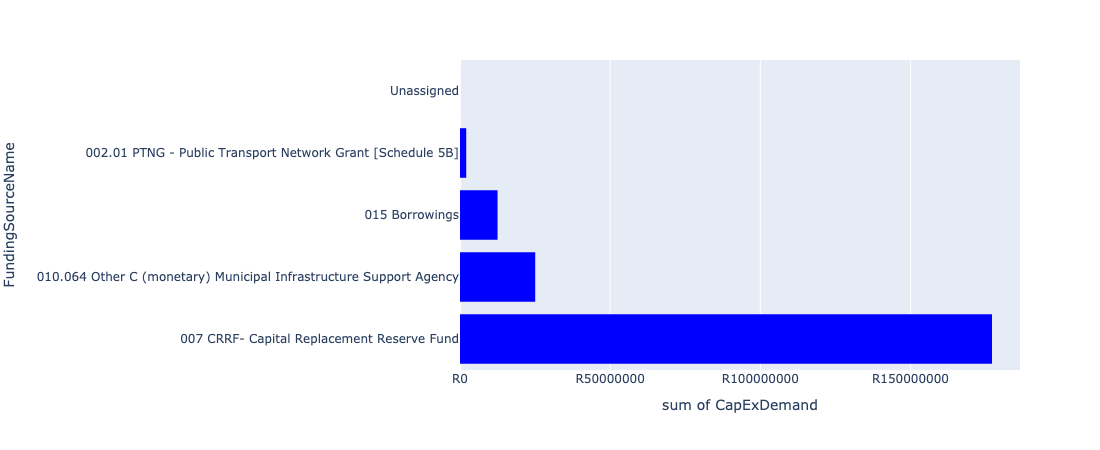 FundingSourceName
Unassigned
002.01 PTNG - Public Transport Network Grant [Schedule 5B]
015 Borrowings
010.064 Other C (monetary) Municipal Infrastructure Support Agency
007 CRRF- Capital Replacement Reserve Fund
R0 R50000000 R100000000 R150000000
sum of CapExDemand